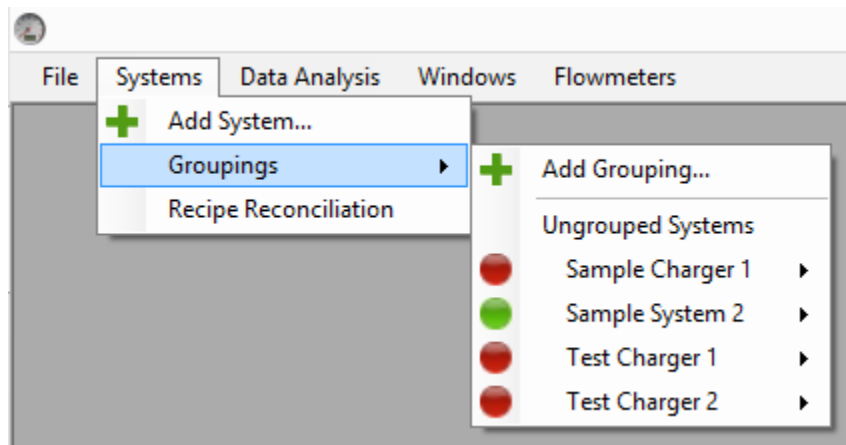 File Systems Data Analysis Windows Flowmeters
Add System...
Groupings
Recipe Reconciliation
Add Grouping...
Ungrouped Systems
Sample Charger 1
Sample System 2
Test Charger 1
Test Charger 2